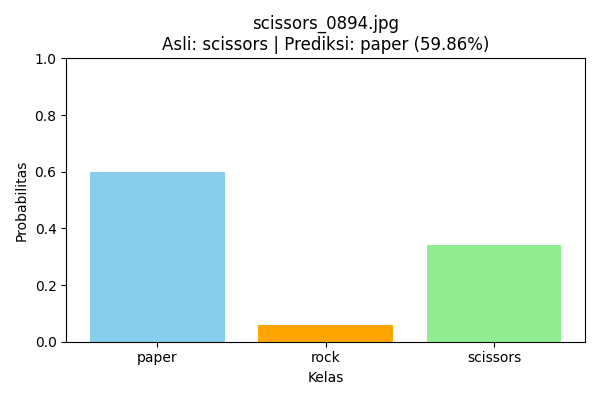 scissors_0894.jpg
Asli: scissors | Prediksi: paper (59.86%)
1.0
0.8
0.6
0.4
0.2
0.0
Probabilitas
paper rock scissors
Kelas